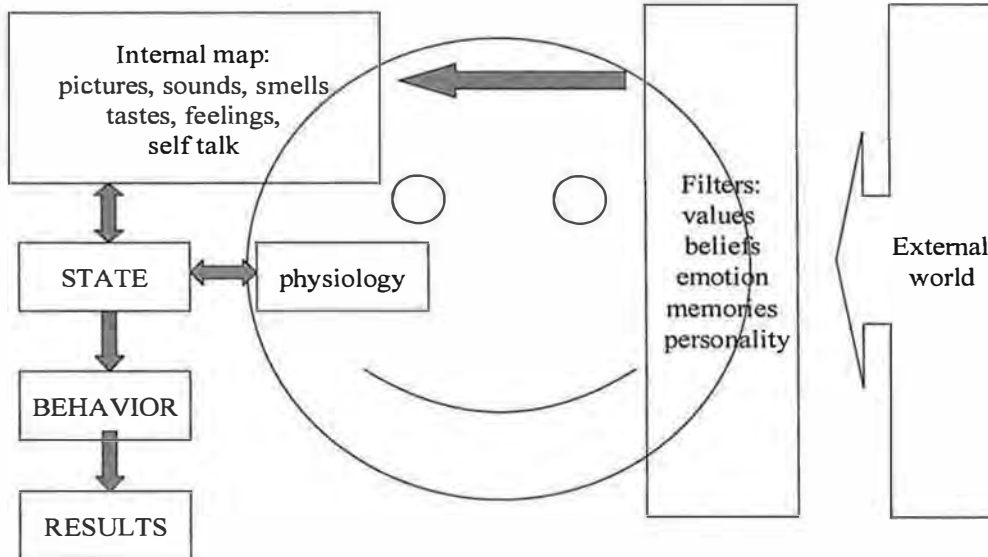 Internal map:
pictures, sounds, smells
tastes, feelings,
self talk
Filters:
values
beliefs
emotion
memories
personality
External
world
STATE
physiology
BEHAVIOR
RESULTS